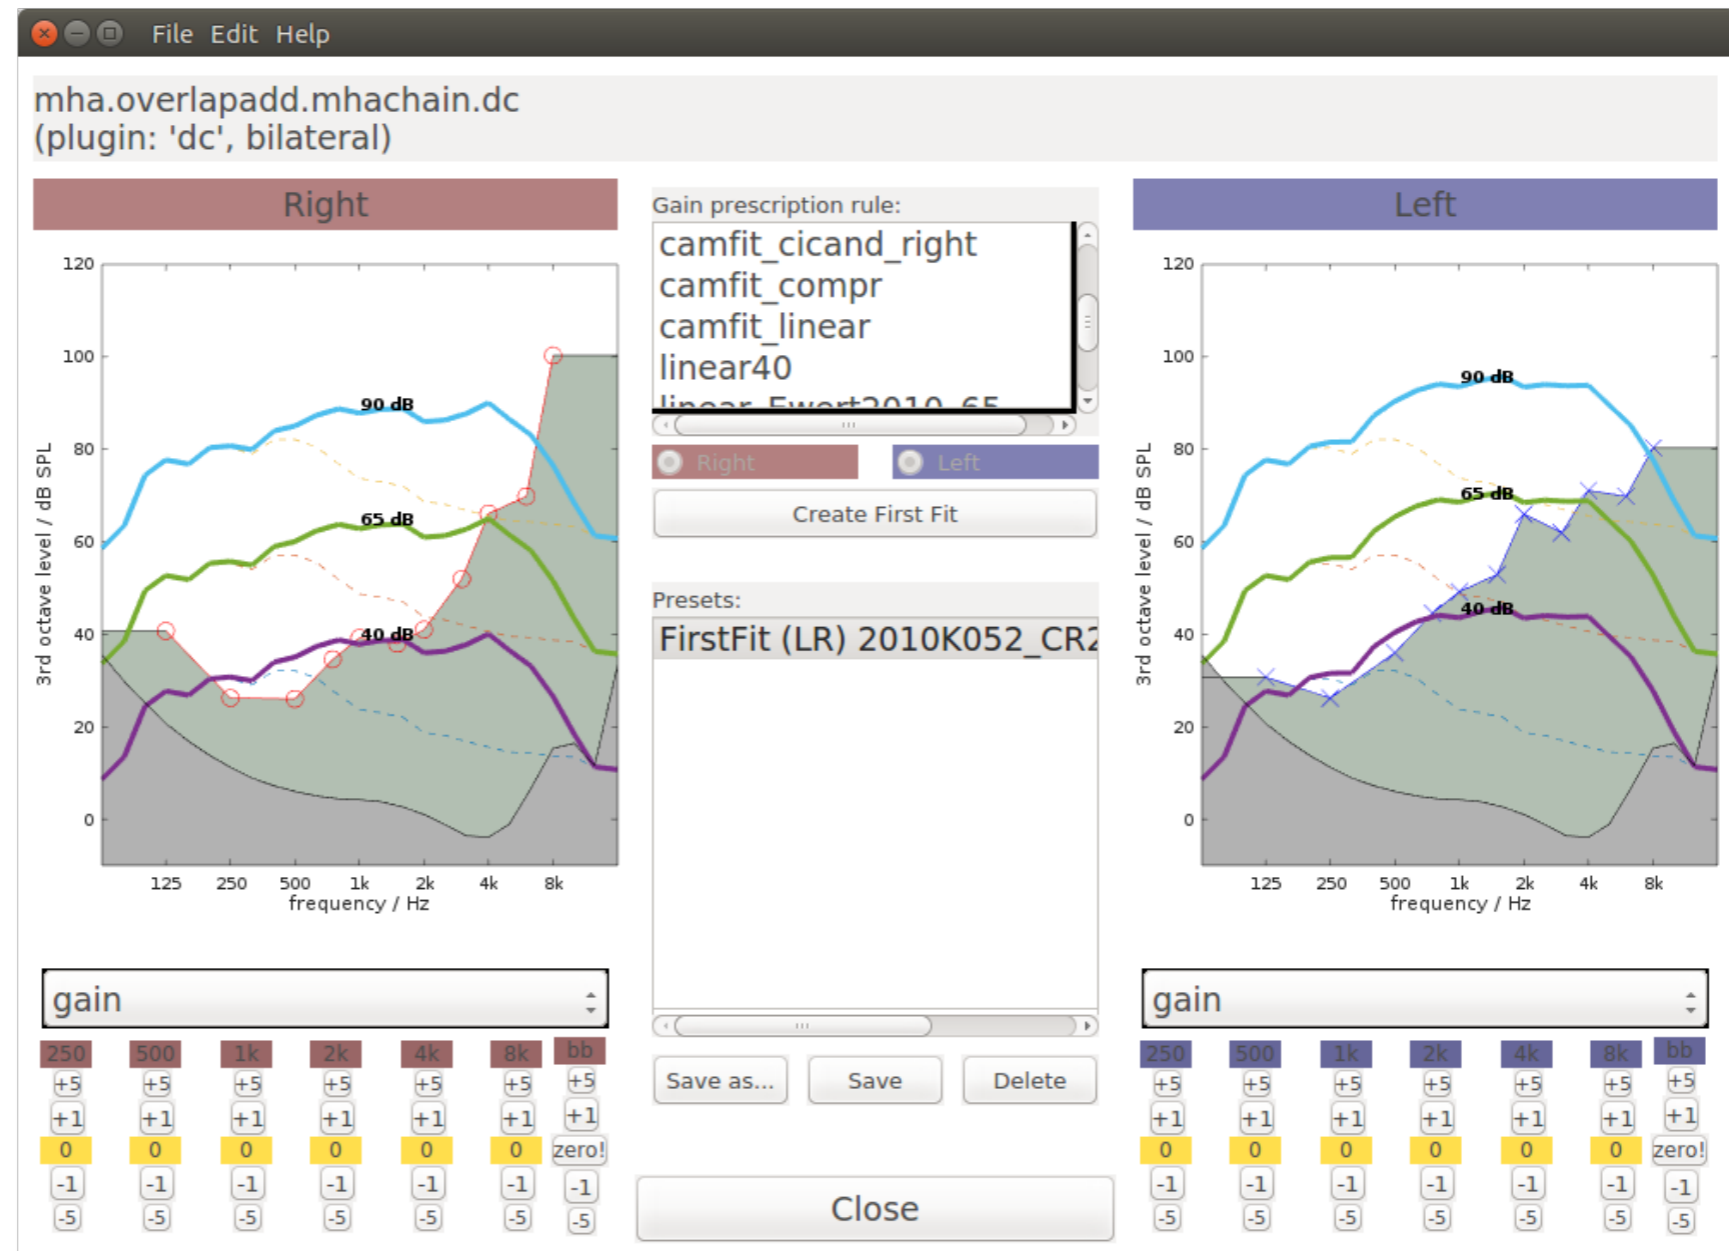 File Edit Help
mha.overlapadd.mhachain.dc
(plugin: 'dc', bilateral)
Right
120
100
80
60
40
20
0
3rd octave level / dB SPL
90 dB
65 dB
40 dB
125 250 500 1k 2k 4k 8k
frequency / Hz
gain
250 500 1k 2k 4k 8k bb
+5 +5 +5 +5 +5 +5 +5
+1 +1 +1 +1 +1 +1 +1
0 0 0 0 0 0 zero!
-1 -1 -1 -1 -1 -1 -1
-5 -5 -5 -5 -5 -5 -5
Gain prescription rule:
camfit_cicand_right
camfit_compr
camfit_linear
linear40
linear_Ewert2010_65
Right Left
Create First Fit
Presets:
FirstFit (LR) 2010K052_CR2
Save as... Save Delete
Close
Left
120
100
80
60
40
20
0
3rd octave level / dB SPL
90 dB
65 dB
40 dB
125 250 500 1k 2k 4k 8k
frequency / Hz
gain
250 500 1k 2k 4k 8k bb
+5 +5 +5 +5 +5 +5 +5
+1 +1 +1 +1 +1 +1 +1
0 0 0 0 0 0 zero!
-1 -1 -1 -1 -1 -1 -1
-5 -5 -5 -5 -5 -5 -5